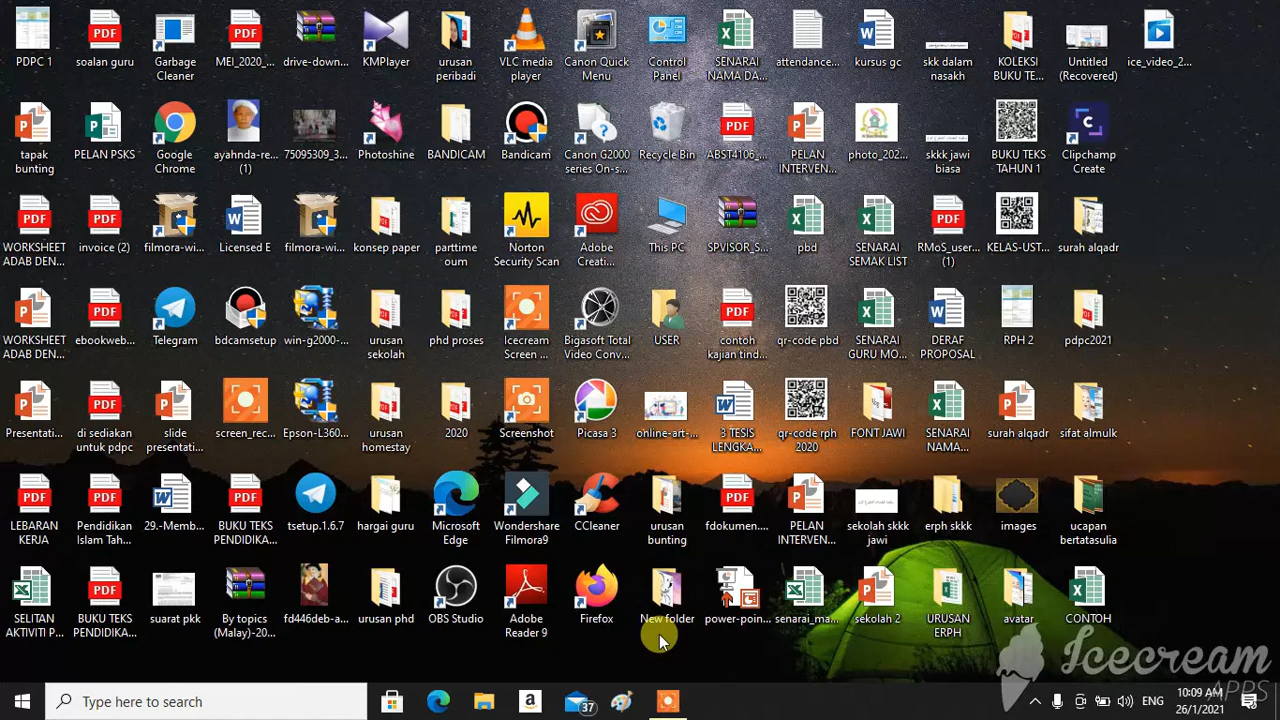 PDPC 1
soalan guru
Garbage
Cleaner
MEI_2020_...
drive-down...
KMPlayer
urusan
peribadi
VLC media
player
Canon Quick
Menu
Control
Panel
SENARAI
NAMA DA...
attendance...
kursus gc
skk dalam
nasakh
KOLEKSI
BUKU TE...
Untitled
(Recovered)
ice_video_2...
tapak
bunting
PELAN PSKS
Google
Chrome
ayahnda-re...
(1)
75095309_3...
Photoshine
BANDICAM
Bandicam
Canon G2000
series On-s...
Recycle Bin
ABST4106_...
PELAN
INTERVEN...
photo_202...
skkk jawi
biasa
BUKU TEKS
TAHUN 1
Clipchamp
Create
WORKSHEET
ADAB DEN...
invoice (2)
filmora-wi...
Licensed E
filmora-wi...
konsep paper
parttime
oum
Norton
Security Scan
Adobe
Creati...
This PC
SPVISOR_S...
pbd
SENARAI
SEMAK LIST
RMoS_user...
(1)
KELAS-UST...
surah alqadr
WORKSHEET
ADAB DEN...
ebookweb...
Telegram
bdcamsetup
win-g2000-...
urusan
sekolah
phd proses
Icecream
Screen ...
Bigasoft Total
Video Conv...
USER
contoh
kajian tind...
qr-code pbd
SENARAI
GURU MO...
DERAF
PROPOSAL
RPH 2
pdpc2021
Presentati...
di sediakan
untuk pdpc
slide
presentati...
screen_rec...
Epson-L360...
urusan
homestay
2020
Screenshot
Picasa 3
online-art-...
3 TESIS
LENGKA...
qr-code rph
2020
FONT JAWI
SENARAI
NAMA...
surah alqadr
sifat almulk
LEBARAN
KERJA
Pendidikan
Islam Tah...
29.-Memb...
BUKU TEKS
PENDIDIKA...
tsetup.1.6.7
hargai guru
Microsoft
Edge
Wondershare
Filmora9
CCleaner
urusan
bunting
fdokumen....
PELAN
INTERVEN...
sekolah skkk
jawi
erph skkk
images
ucapan
bertatasulia
SELITAN
AKTIVITI P...
BUKU TEKS
PENDIDIKA...
suarat pkk
By topics
(Malay)-20...
fd446deb-a...
urusan phd
OBS Studio
Adobe
Reader 9
Firefox
New folder
power-poin...
senarai_ma...
sekolah 2
URUSAN
ERPH
avatar
CONTOH
Icecream
APPS
Type here to search
37
ENG
10:09 AM
26/1/2021